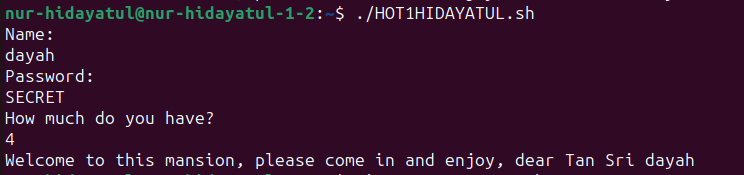 nur-hidayatul@nur-hidayatul-1-2:~$ ./HOT1HIDAYATUL.sh
Name:
dayah
Password:
SECRET
How much do you have?
4
Welcome to this mansion, please come in and enjoy, dear Tan Sri dayah